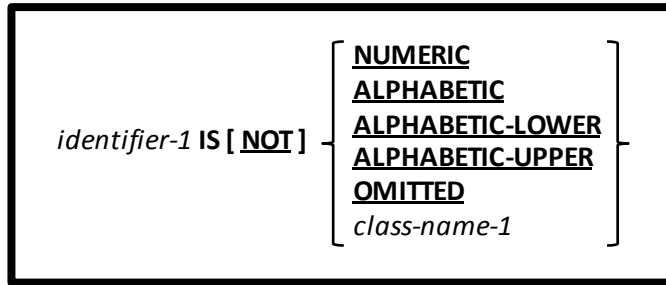 NUMERIC
ALPHABETIC
ALPHABETIC-LOWER
identifier-1 IS [ NOT ]
ALPHABETIC-UPPER
OMITTED
class-name-1